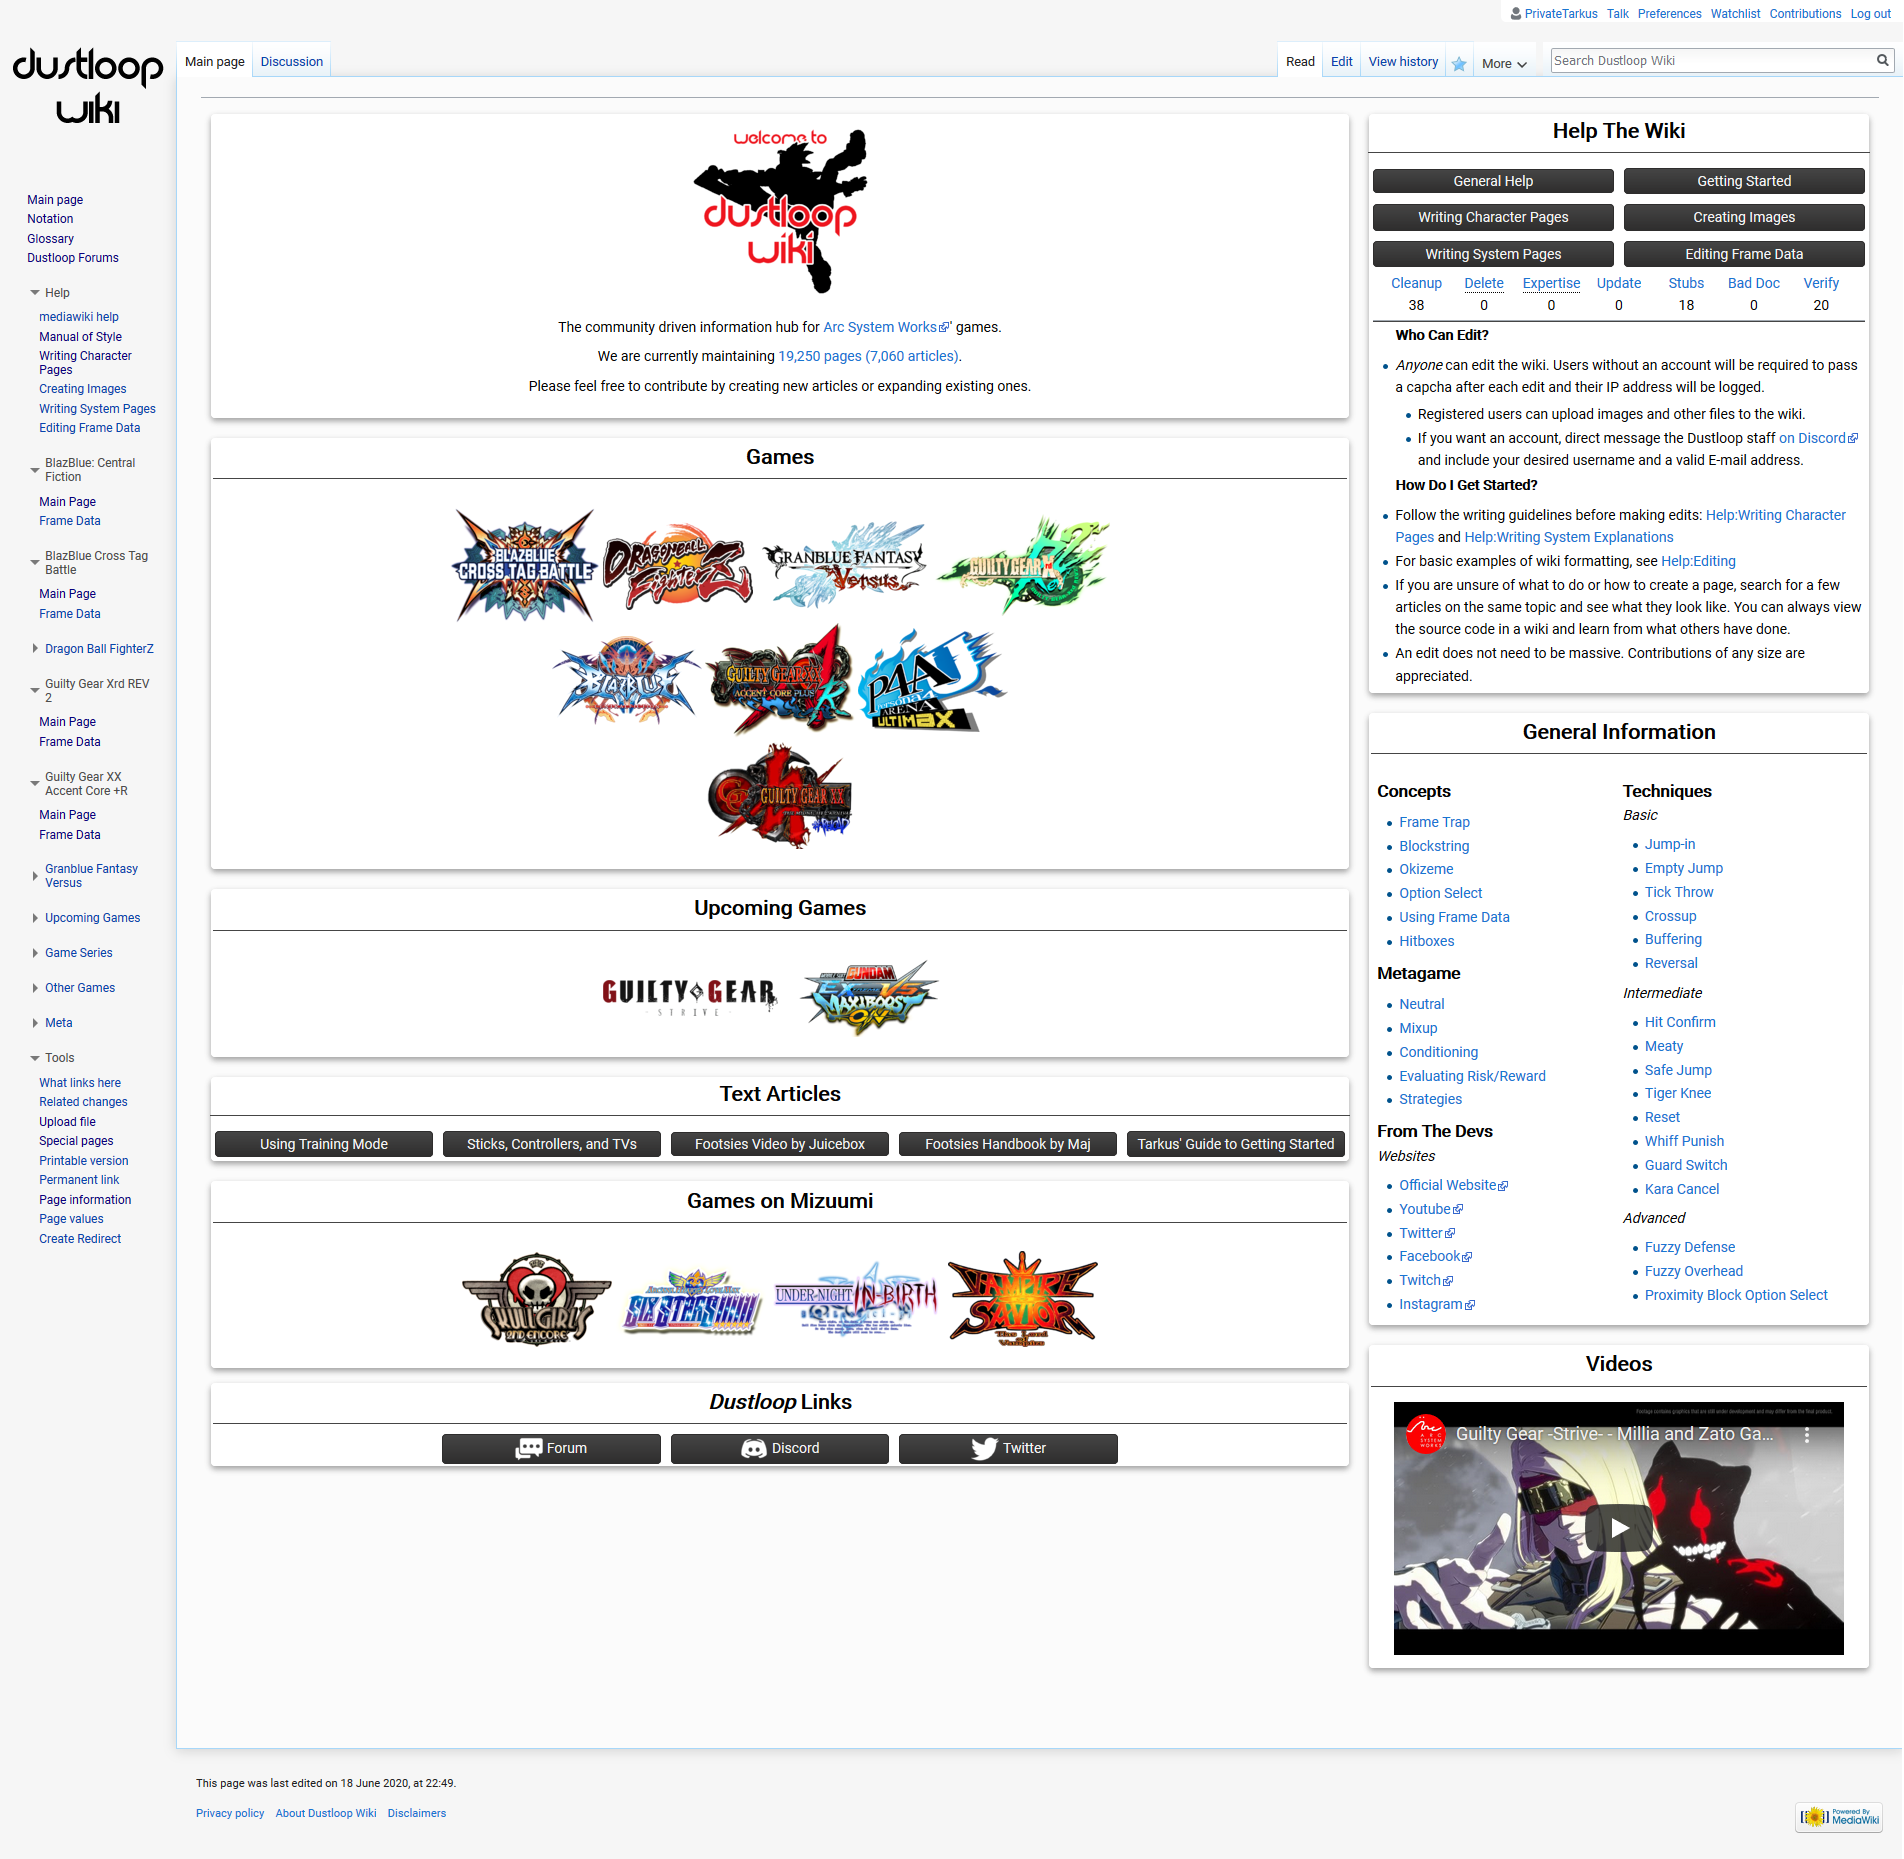 PrivateTarkus Talk Preferences Watchlist Contributions Log out
dustloop
wiki
Main page Discussion
Read Edit View history More
Search Dustloop Wiki
Main page
Notation
Glossary
Dustloop Forums
Help
mediawiki help
Manual of Style
Writing Character
Pages
Creating Images
Writing System Pages
Editing Frame Data
BlazBlue: Central
Fiction
Main Page
Frame Data
BlazBlue Cross Tag
Battle
Main Page
Frame Data
Dragon Ball FighterZ
Guilty Gear Xrd REV
2
Main Page
Frame Data
Guilty Gear XX
Accent Core +R
Main Page
Frame Data
Granblue Fantasy
Versus
Upcoming Games
Game Series
Other Games
Meta
Tools
What links here
Related changes
Upload file
Special pages
Printable version
Permanent link
Page information
Page values
Create Redirect
welcome to
dustloop
wiki
The community driven information hub for Arc System Works' games.
We are currently maintaining 19,250 pages (7,060 articles).
Please feel free to contribute by creating new articles or expanding existing ones.
Games
BLAZBLUE
CROSS TAG BATTLE
DRAGONBALL
FIGHTERZ
GRANBLUE FANTASY
Versus
GUILTY GEAR
BLAZBLUE
GUILTY GEAR XX
ACCENT CORE PLUS R
P4A
Persona 4
ARENA
ULTIMAX
GUILTY GEAR XX
Upcoming Games
GUILTY GEAR
STRIVE
GUNDAM
EXTREME VS
MAXIBOOST
ON
Text Articles
Using Training Mode
Sticks, Controllers, and TVs
Footsies Video by Juicebox
Footsies Handbook by Maj
Tarkus' Guide to Getting Started
Games on Mizuumi
SKULLGIRLS
2ND ENCORE
UNDER NIGHT IN-BIRTH
VAMPIRE
SAVIOR
Dustloop Links
Forum
Discord
Twitter
Help The Wiki
General Help Getting Started
Writing Character Pages Creating Images
Writing System Pages Editing Frame Data
Cleanup Delete Expertise Update Stubs Bad Doc Verify
38 0 0 0 18 0 20
Who Can Edit?
Anyone can edit the wiki. Users without an account will be required to pass
a capcha after each edit and their IP address will be logged.
Registered users can upload images and other files to the wiki.
If you want an account, direct message the Dustloop staff on Discord
and include your desired username and a valid E-mail address.
How Do I Get Started?
Follow the writing guidelines before making edits: Help:Writing Character
Pages and Help:Writing System Explanations
For basic examples of wiki formatting, see Help:Editing
If you are unsure of what to do or how to create a page, search for a few
articles on the same topic and see what they look like. You can always view
the source code in a wiki and learn from what others have done.
An edit does not need to be massive. Contributions of any size are
appreciated.
General Information
Concepts
Frame Trap
Blockstring
Okizeme
Option Select
Using Frame Data
Hitboxes
Metagame
Neutral
Mixup
Conditioning
Evaluating Risk/Reward
Strategies
From The Devs
Websites
Official Website
Youtube
Twitter
Facebook
Twitch
Instagram
Techniques
Basic
Jump-in
Empty Jump
Tick Throw
Crossup
Buffering
Reversal
Intermediate
Hit Confirm
Meaty
Safe Jump
Tiger Knee
Reset
Whiff Punish
Guard Switch
Kara Cancel
Advanced
Fuzzy Defense
Fuzzy Overhead
Proximity Block Option Select
Videos
Footage contains graphics that are still under development and may differ from the final product.
ARC
SYSTEM
WORKS
Guilty Gear -Strive- - Millia and Zato Ga...
This page was last edited on 18 June 2020, at 22:49.
Privacy policy About Dustloop Wiki Disclaimers
Powered By
MediaWiki